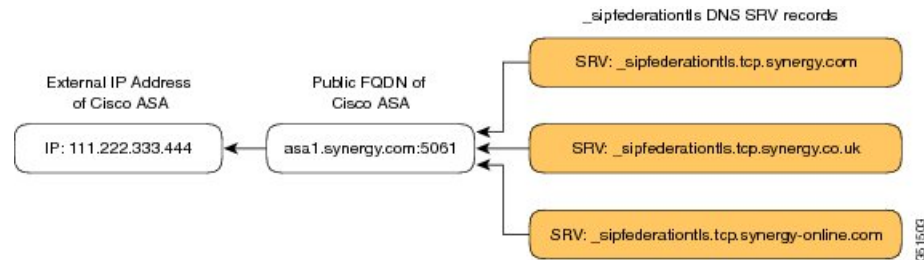 _sipfederationtls DNS SRV records
External IP Address
of Cisco ASA
Public FQDN of
Cisco ASA
SRV: _sipfederationtls.tcp.synergy.com
IP: 111.222.333.444
asa1.synergy.com:5061
SRV: _sipfederationtls.tcp.synergy.co.uk
SRV: _sipfederationtls.tcp.synergy-online.com
351503